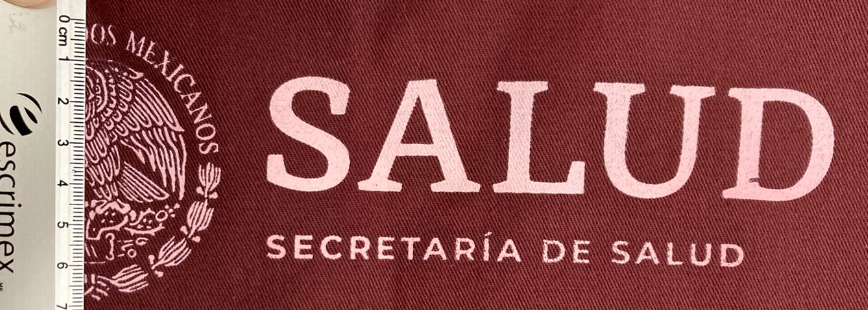 0 cm 1 2 3 4 5 6 7
escrimex
OS MEXICANOS
SALUD
SECRETARÍA DE SALUD